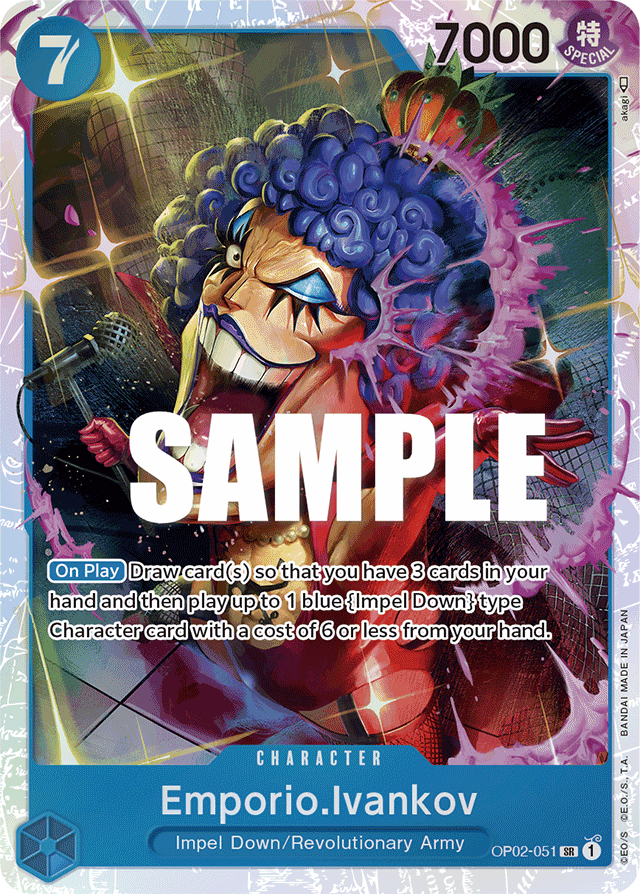 7
7000
特
SPECIAL
akagi
SAMPLE
On Play Draw card(s) so that you have 3 cards in your
hand and then play up to 1 blue {Impel Down} type
Character card with a cost of 6 or less from your hand.
CHARACTER
Emporio.Ivankov
Impel Down/Revolutionary Army
OP02-051 SR 1
©E.O/S ©E.O./S., T.A. BANDAI MADE IN JAPAN